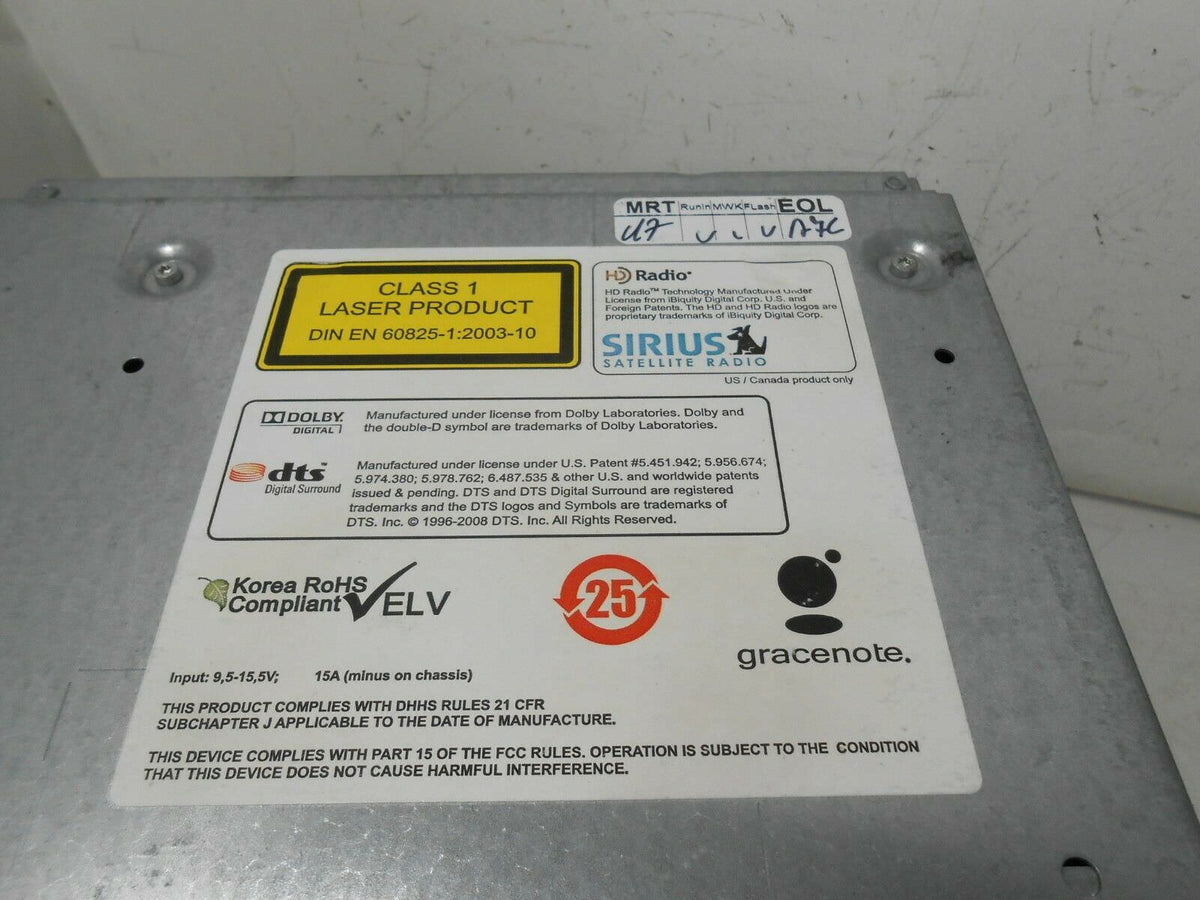 MRT Runin MWK FLash EOL
CLASS 1
LASER PRODUCT
DIN EN 60825-1:2003-10
HD Radio
HD Radio™ Technology Manufactured Under
License from iBiquity Digital Corp. U.S. and
Foreign Patents. The HD and HD Radio logos are
proprietary trademarks of iBiquity Digital Corp.
SIRIUS
SATELLITE RADIO
US / Canada product only
DOLBY
DIGITAL
Manufactured under license from Dolby Laboratories. Dolby and
the double-D symbol are trademarks of Dolby Laboratories.
dts
Digital Surround
Manufactured under license under U.S. Patent #5.451.942; 5.956.674;
5.974.380; 5.978.762; 6.487.535 & other U.S. and worldwide patents
issued & pending. DTS and DTS Digital Surround are registered
trademarks and the DTS logos and Symbols are trademarks of
DTS. Inc. © 1996-2008 DTS. Inc. All Rights Reserved.
Korea RoHS
Compliant
ELV
25
gracenote.
Input: 9,5-15,5V; 15A (minus on chassis)
THIS PRODUCT COMPLIES WITH DHHS RULES 21 CFR
SUBCHAPTER J APPLICABLE TO THE DATE OF MANUFACTURE.
THIS DEVICE COMPLIES WITH PART 15 OF THE FCC RULES. OPERATION IS SUBJECT TO THE CONDITION
THAT THIS DEVICE DOES NOT CAUSE HARMFUL INTERFERENCE.